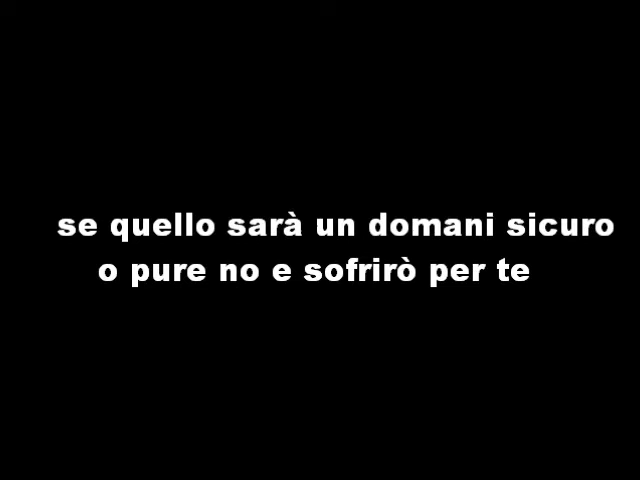 se quello sarà un domani sicuro
o pure no e sofrirò per te